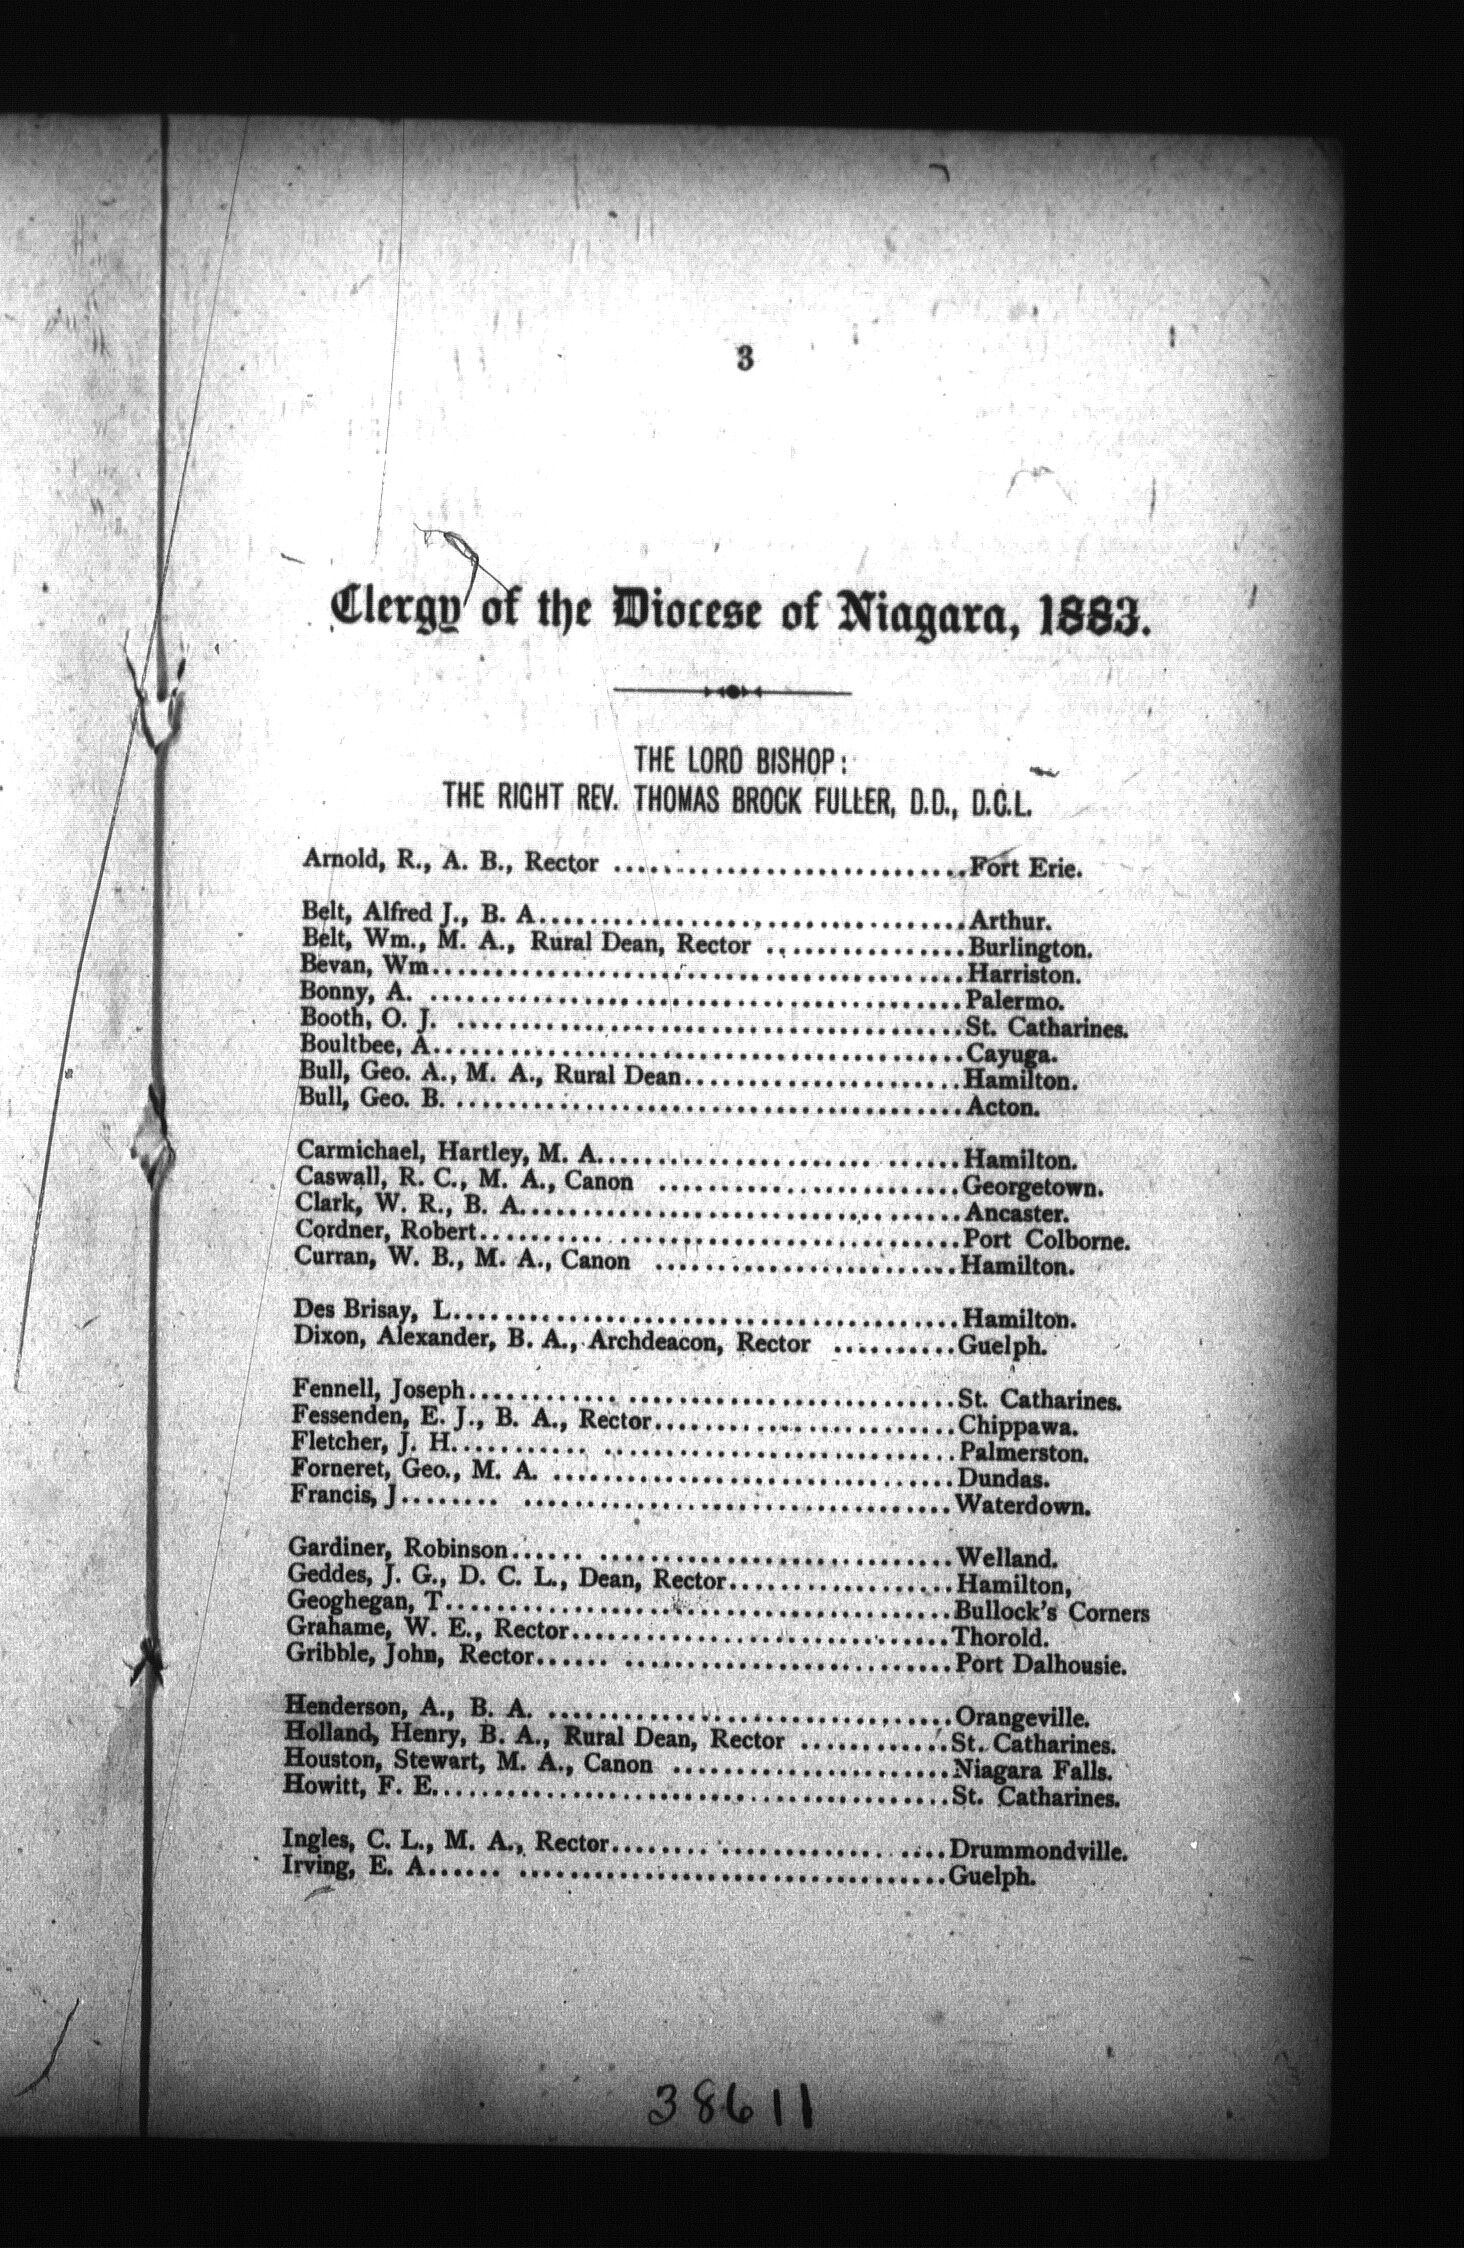 3
Clergy of the Diocese of Niagara, 1883.
THE LORD BISHOP:
THE RIGHT REV. THOMAS BROCK FULLER, D.D., D.C.L.
Arnold, R., A. B., Rector ............................Fort Erie.
Belt, Alfred J., B. A..................................Arthur.
Belt, Wm., M. A., Rural Dean, Rector ...............Burlington.
Bevan, Wm..........................................Harriston.
Bonny, A. ..........................................Palermo.
Booth, O. J. ........................................St. Catharines.
Boultbee, A..........................................Cayuga.
Bull, Geo. A., M. A., Rural Dean......................Hamilton.
Bull, Geo. B. ........................................Acton.
Carmichael, Hartley, M. A............................Hamilton.
Caswall, R. C., M. A., Canon ........................Georgetown.
Clark, W. R., B. A...................................Ancaster.
Cordner, Robert......................................Port Colborne.
Curran, W. B., M. A., Canon ........................Hamilton.
Des Brisay, L........................................Hamilton.
Dixon, Alexander, B. A., Archdeacon, Rector ..........Guelph.
Fennell, Joseph......................................St. Catharines.
Fessenden, E. J., B. A., Rector........................Chippawa.
Fletcher, J. H........................................Palmerston.
Forneret, Geo., M. A. ................................Dundas.
Francis, J............................................Waterdown.
Gardiner, Robinson..................................Welland.
Geddes, J. G., D. C. L., Dean, Rector..................Hamilton,
Geoghegan, T........................................Bullock's Corners
Grahame, W. E., Rector..............................Thorold.
Gribble, John, Rector................................Port Dalhousie.
Henderson, A., B. A. ................................Orangeville.
Holland, Henry, B. A., Rural Dean, Rector ............St. Catharines.
Houston, Stewart, M. A., Canon ......................Niagara Falls.
Howitt, F. E.........................................St. Catharines.
Ingles, C. L., M. A., Rector...........................Drummondville.
Irving, E. A..........................................Guelph.
38611